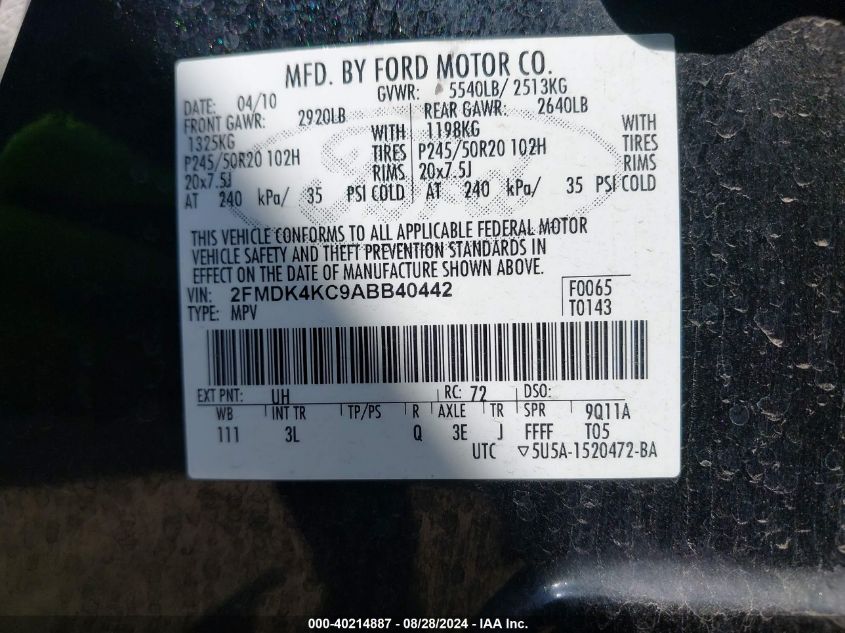 MFD. BY FORD MOTOR CO.
DATE: 04/10 GVWR: 5540LB/ 2513KG
FRONT GAWR: 2920LB REAR GAWR: 2640LB
1325KG WITH 1198KG WITH
P245/50R20 102H TIRES P245/50R20 102H TIRES
20x7.5J RIMS 20x7.5J RIMS
AT 240 kPa/ 35 PSI COLD AT 240 kPa/ 35 PSI COLD
THIS VEHICLE CONFORMS TO ALL APPLICABLE FEDERAL MOTOR
VEHICLE SAFETY AND THEFT PREVENTION STANDARDS IN
EFFECT ON THE DATE OF MANUFACTURE SHOWN ABOVE.
VIN: 2FMDK4KC9ABB40442 F0065
TYPE: MPV T0143
EXT PNT: UH RC: 72 DSO:
WB INT TR TP/PS R AXLE TR SPR 9Q11A
111 3L Q 3E J FFFF T05
UTC ▽5U5A-1520472-BA
000-40214887 - 08/28/2024 - IAA Inc.